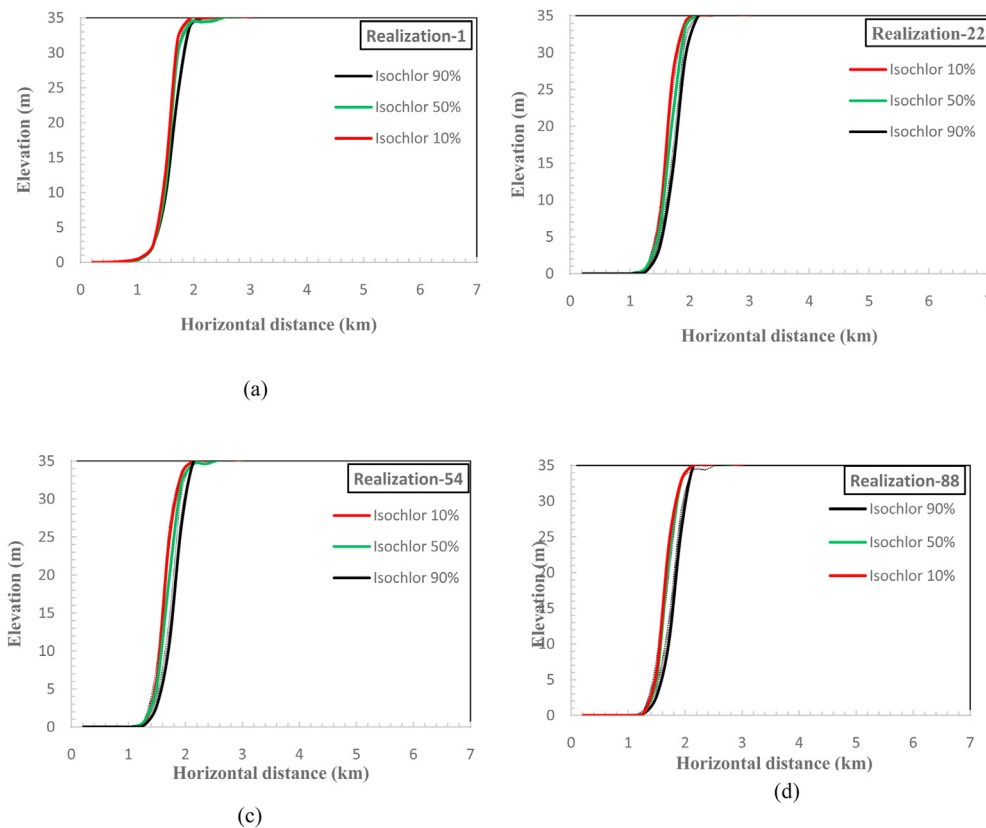 Realization-1
Isochlor 90%
Isochlor 50%
Isochlor 10%
Elevation (m)
35
30
25
20
15
10
5
0
0 1 2 3 4 5 6 7
Horizontal distance (km)
(a)
Realization-22
Isochlor 10%
Isochlor 50%
Isochlor 90%
Elevation (m)
35
30
25
20
15
10
5
0
0 1 2 3 4 5 6 7
Horizontal distance (km)
Realization-54
Isochlor 10%
Isochlor 50%
Isochlor 90%
Elevation (m)
35
30
25
20
15
10
5
0
0 1 2 3 4 5 6 7
Horizontal distance (km)
(c)
Realization-88
Isochlor 90%
Isochlor 50%
Isochlor 10%
Elevation (m)
35
30
25
20
15
10
5
0
0 1 2 3 4 5 6 7
Horizontal distance (km)
(d)